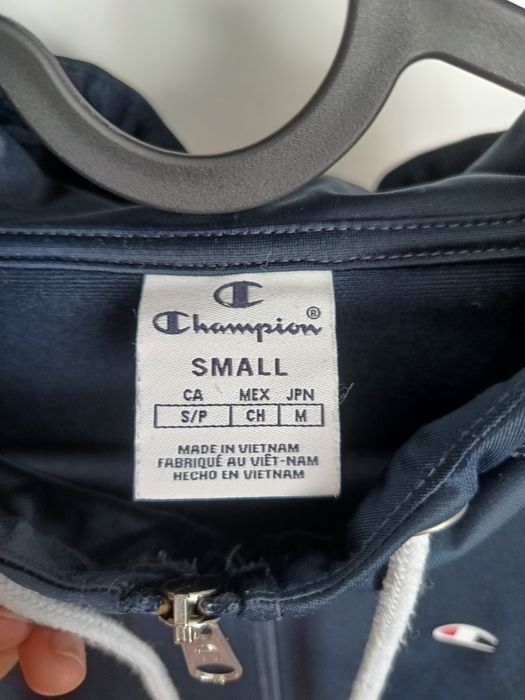 Champion®
SMALL
CA MEX JPN
S/P CH M
MADE IN VIETNAM
FABRIQUÉ AU VIÊT-NAM
HECHO EN VIETNAM